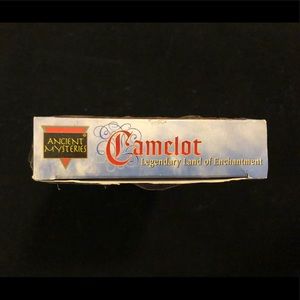 ANCIENT
MYSTERIES
Camelot
Legendary Land of Enchantment